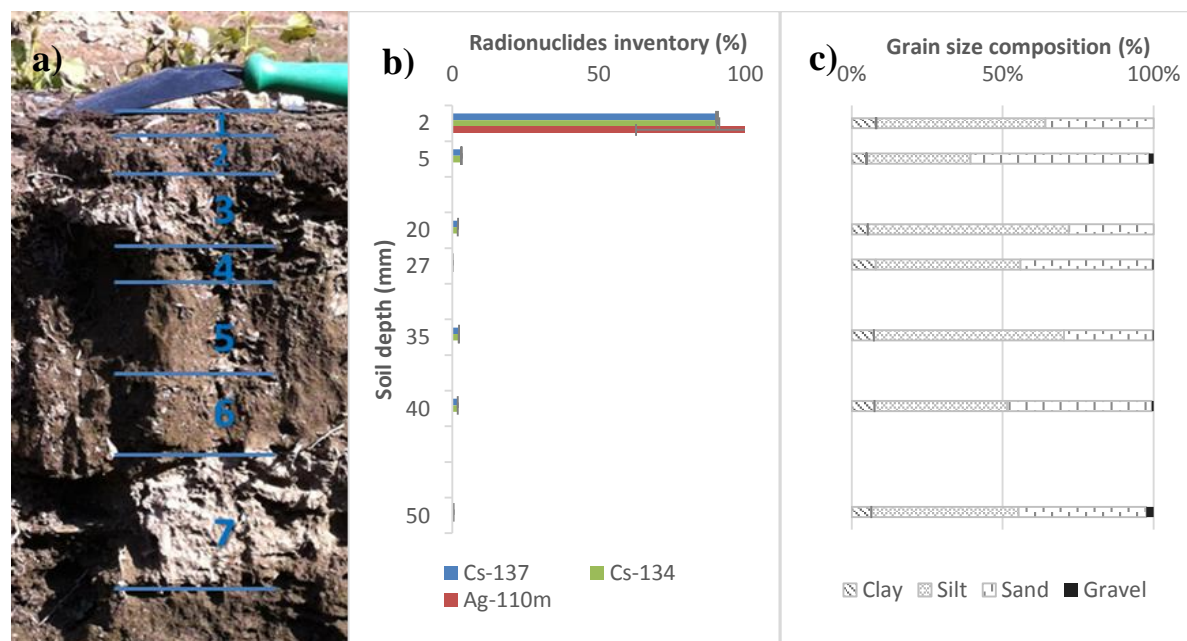 a)
1
2
3
4
5
6
7
b)
Radionuclides inventory (%)
0 50 100
Soil depth (mm)
2
5
20
27
35
40
50
Cs-137 Cs-134
Ag-110m
c)
Grain size composition (%)
0% 50% 100%
Clay Silt Sand Gravel